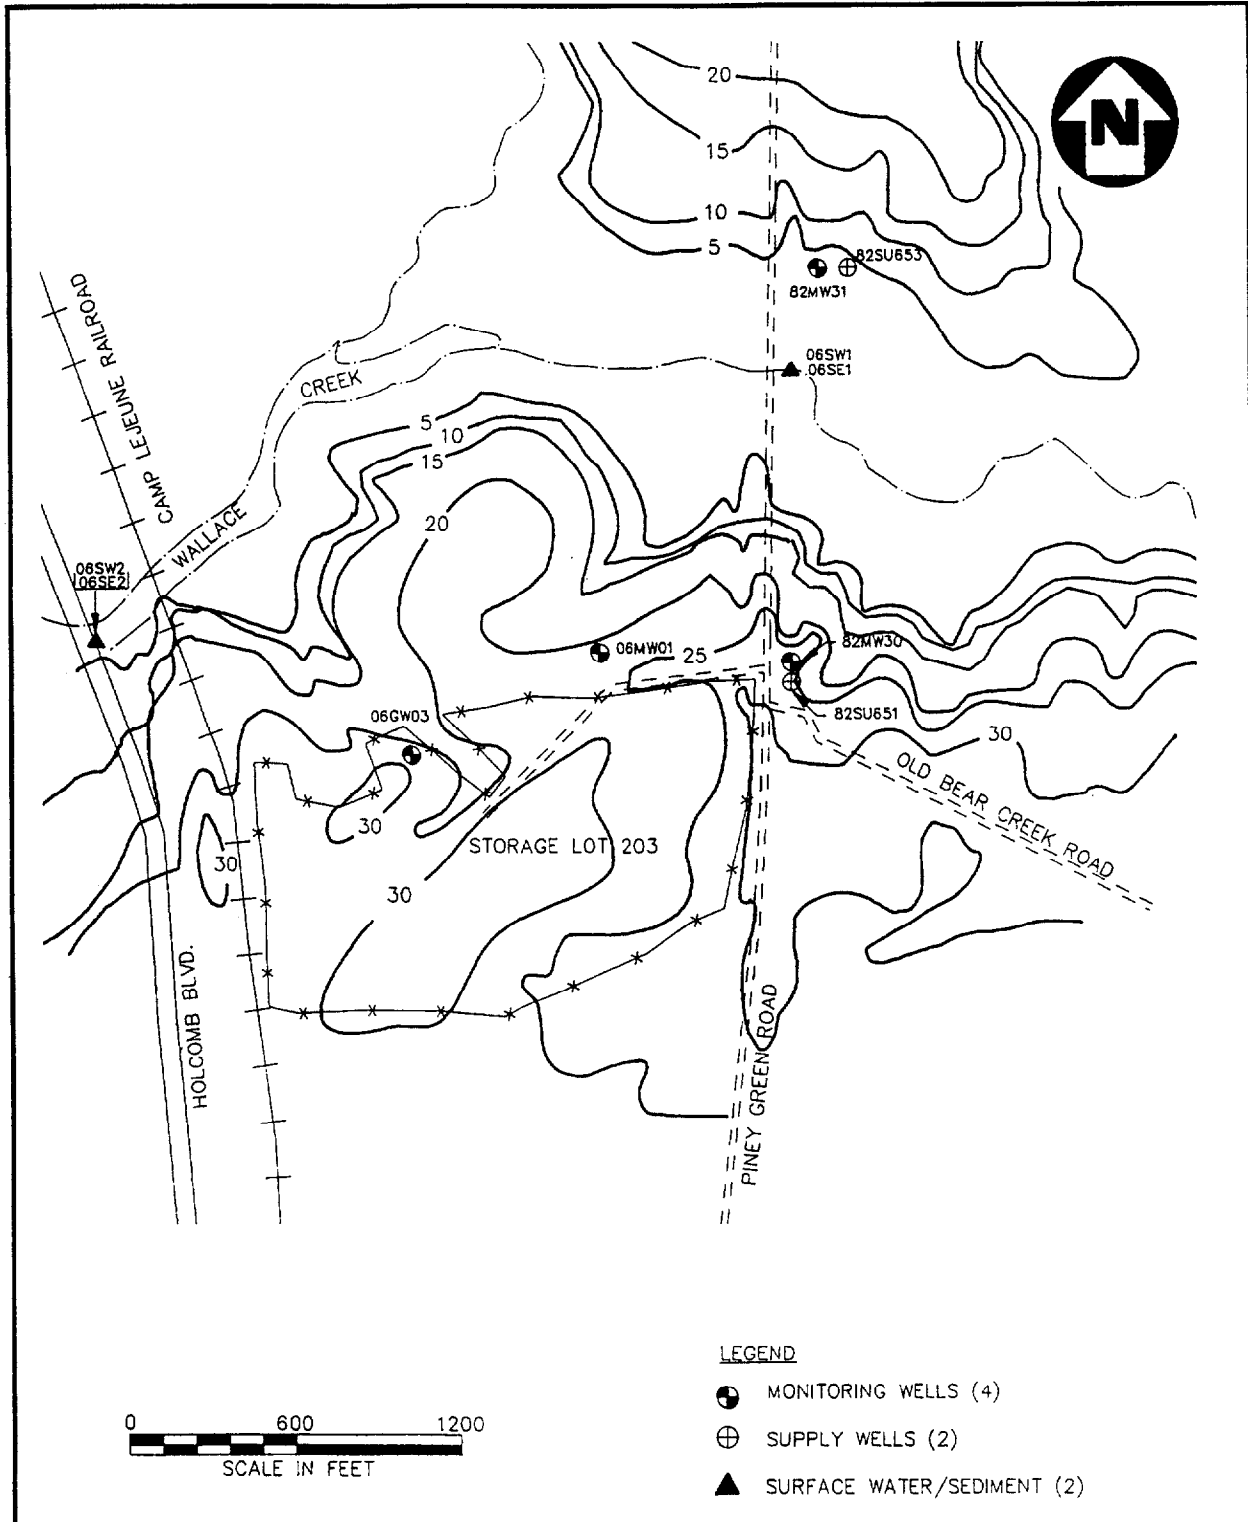 20
N
15
10
5
82SU653
82MW31
CAMP LEJEUNE RAILROAD
06SW1
06SE1
CREEK
5
10
15
20
WALLACE
06SW2
06SE2
82MW30
06MW01
25
82SU651
06GW03
30
OLD BEAR CREEK ROAD
30
STORAGE LOT 203
30
30
HOLCOMB BLVD.
PINEY GREEN ROAD
LEGEND
MONITORING WELLS (4)
SUPPLY WELLS (2)
SURFACE WATER/SEDIMENT (2)
0 600 1200
SCALE IN FEET